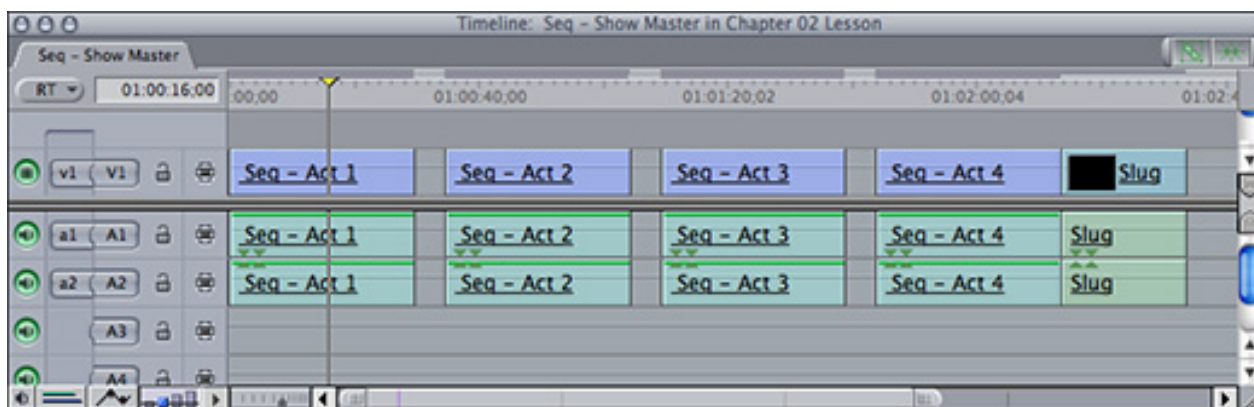 Timeline: Seq - Show Master in Chapter 02 Lesson
Seq - Show Master
RT 01:00:16;00 :00;00 01:00:40;00 01:01:20;02 01:02:00;04 01:02:4
v1 V1 Seq - Act 1 Seq - Act 2 Seq - Act 3 Seq - Act 4 Slug
a1 A1 Seq - Act 1 Seq - Act 2 Seq - Act 3 Seq - Act 4 Slug
a2 A2 Seq - Act 1 Seq - Act 2 Seq - Act 3 Seq - Act 4 Slug
A3
A4